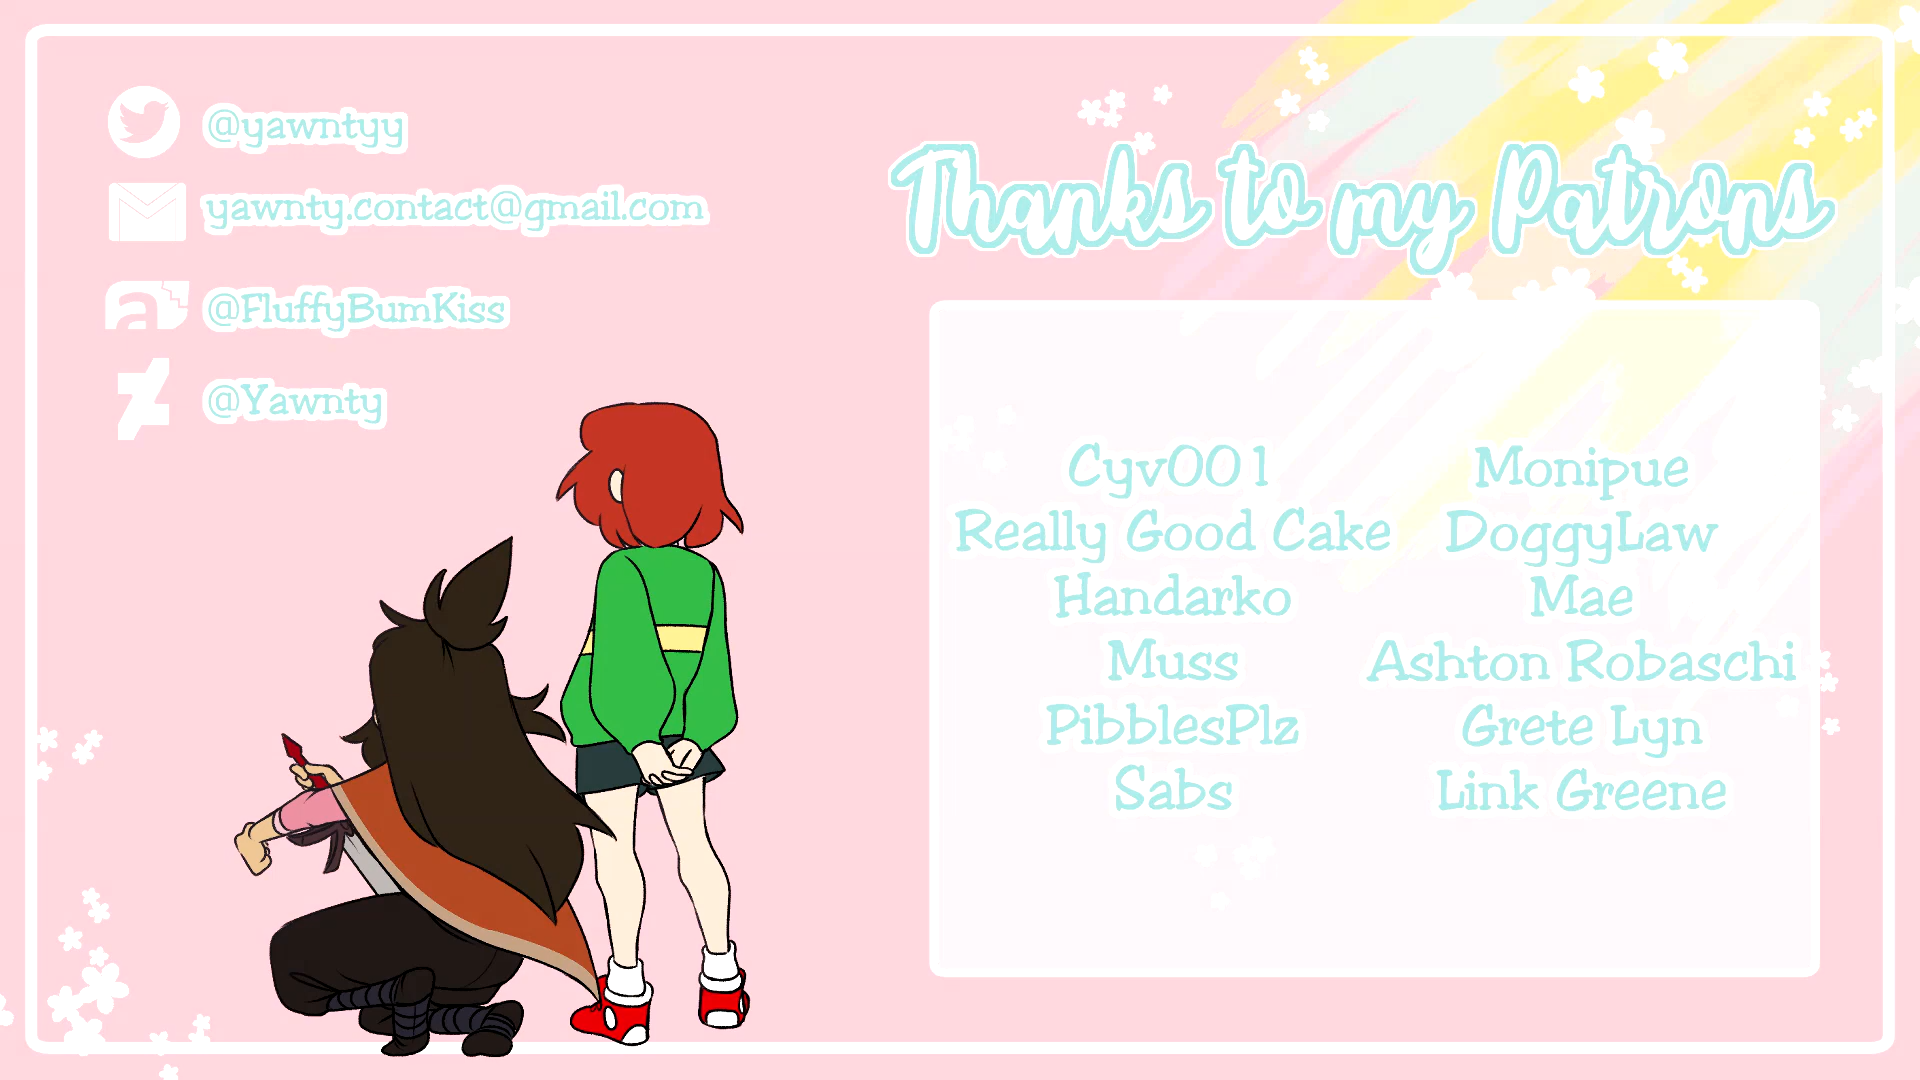 @yawntyy
yawnty.contact@gmail.com
a @FluffyBumKiss
@Yawnty
Thanks to my Patrons
Cyv001
Really Good Cake
Handarko
Muss
PibblesPlz
Sabs
Monipue
DoggyLaw
Mae
Ashton Robaschi
Grete Lyn
Link Greene